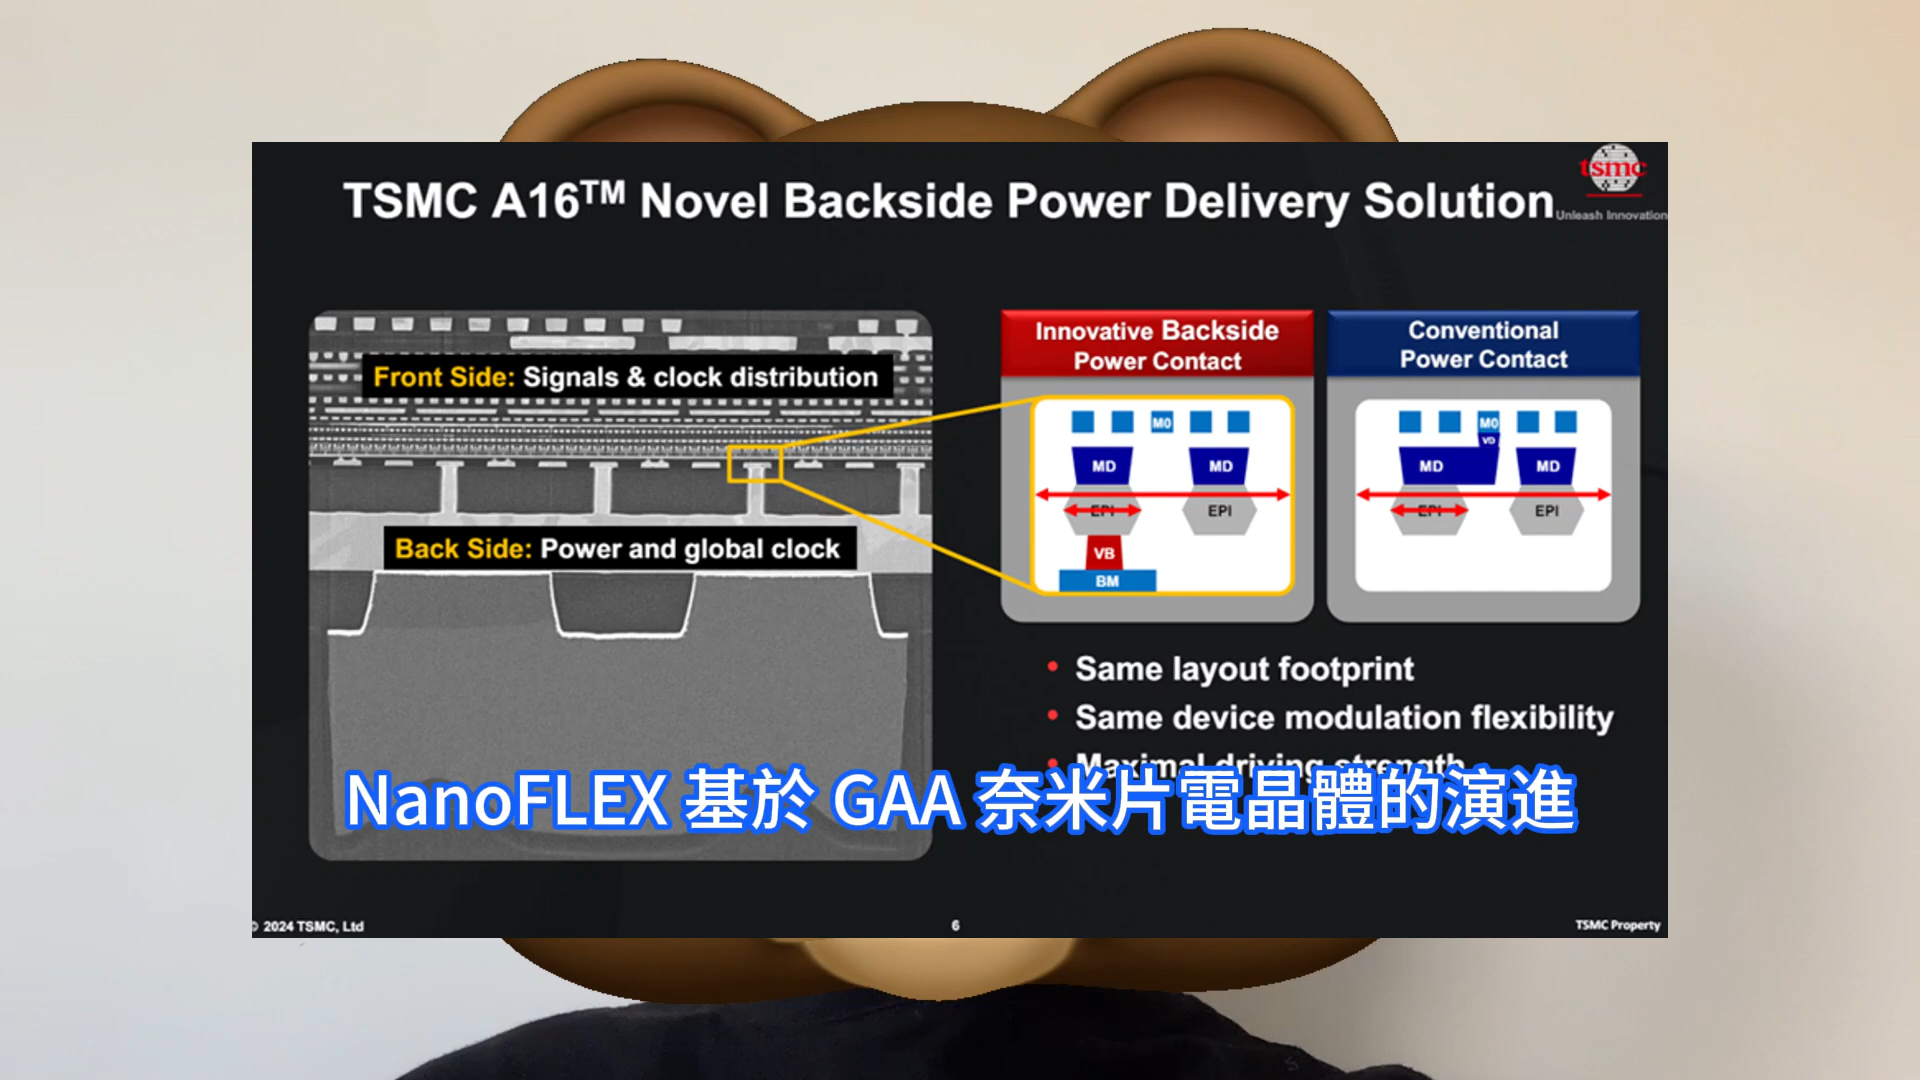 tsmc
Unleash Innovation
TSMC A16TM Novel Backside Power Delivery Solution
Front Side: Signals & clock distribution
Back Side: Power and global clock
Innovative Backside
Power Contact
M0
MD MD
EPI EPI
VB
BM
Conventional
Power Contact
M0
VD
MD MD
EPI EPI
• Same layout footprint
• Same device modulation flexibility
• Maximal driving strength
NanoFLEX 基於 GAA 奈米片電晶體的演進
© 2024 TSMC, Ltd
6
TSMC Property